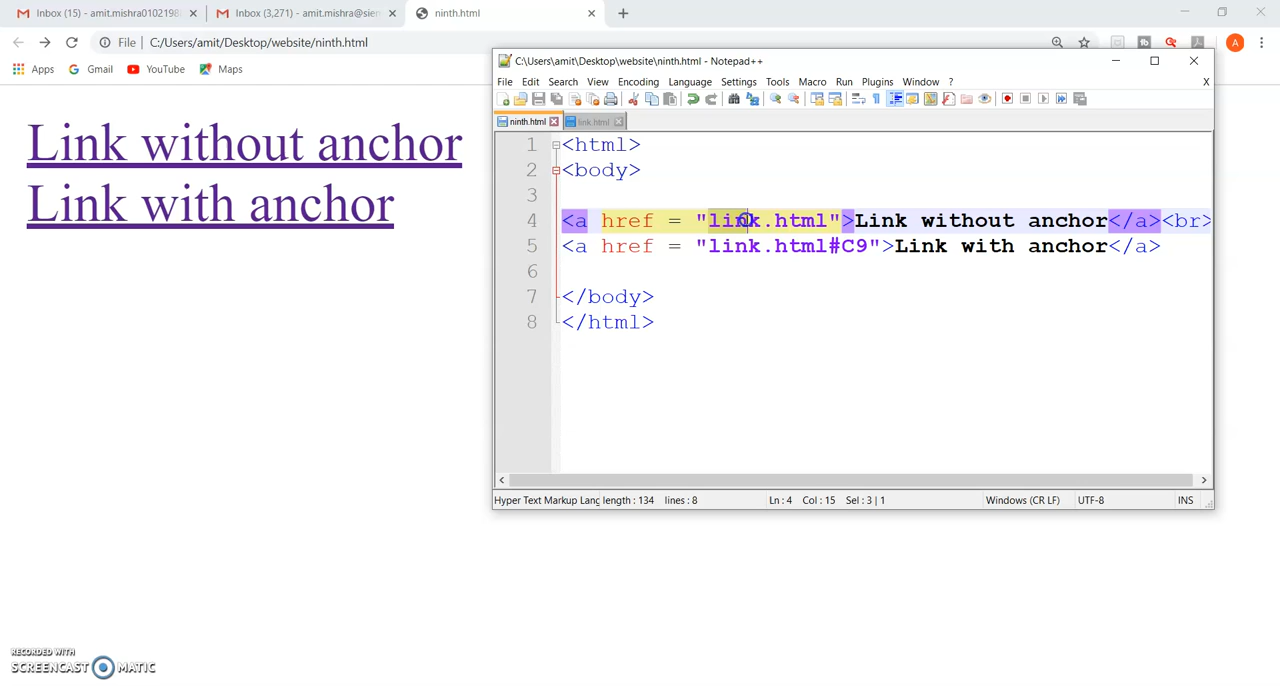 Inbox (15) - amit.mishra0102198
Inbox (3,271) - amit.mishra@sie
ninth.html
File
C:/Users/amit/Desktop/website/ninth.html
A
Apps
Gmail
YouTube
Maps
Link without anchor
Link with anchor
C:\Users\amit\Desktop\website\ninth.html - Notepad++
File Edit Search View Encoding Language Settings Tools Macro Run Plugins Window ?
X
ninth.html
link.html
1 <html>
2 <body>
3
4 <a href = "link.html">Link without anchor</a><br>
5 <a href = "link.html#C9">Link with anchor</a>
6
7 </body>
8 </html>
Hyper Text Markup Lang length : 134 lines : 8 Ln : 4 Col : 15 Sel : 3 | 1 Windows (CR LF) UTF-8 INS
RECORDED WITH
SCREENCAST MATIC